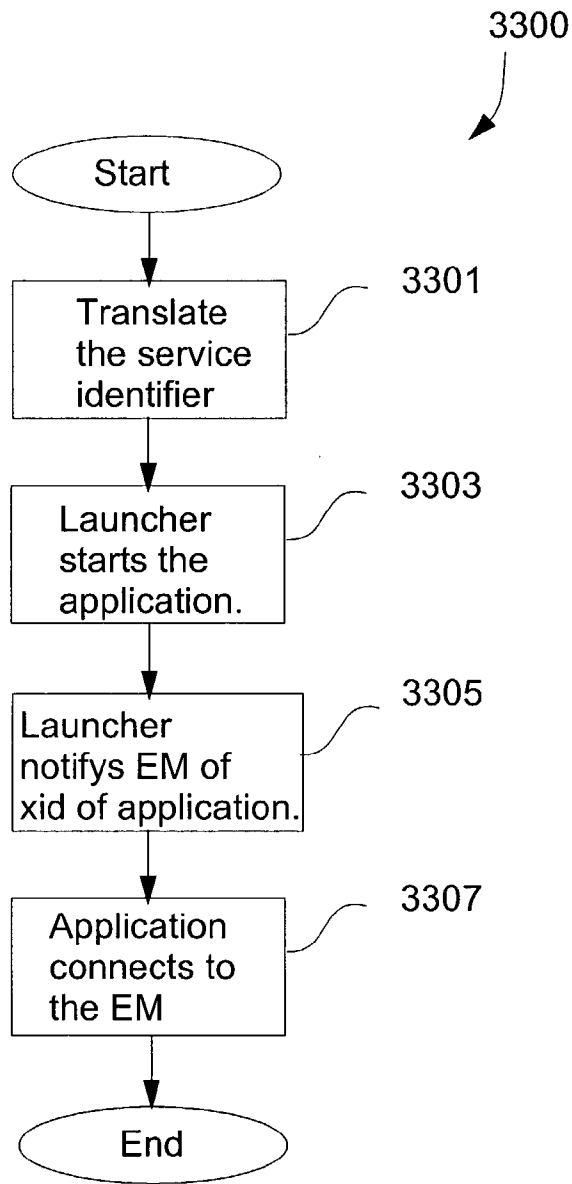 3300
Start
3301
Translate
the service
identifier
3303
Launcher
starts the
application.
3305
Launcher
notifys EM of
xid of application.
3307
Application
connects to
the EM
End